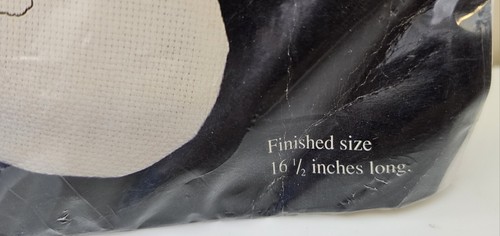 Finished size
16 1/2 inches long.